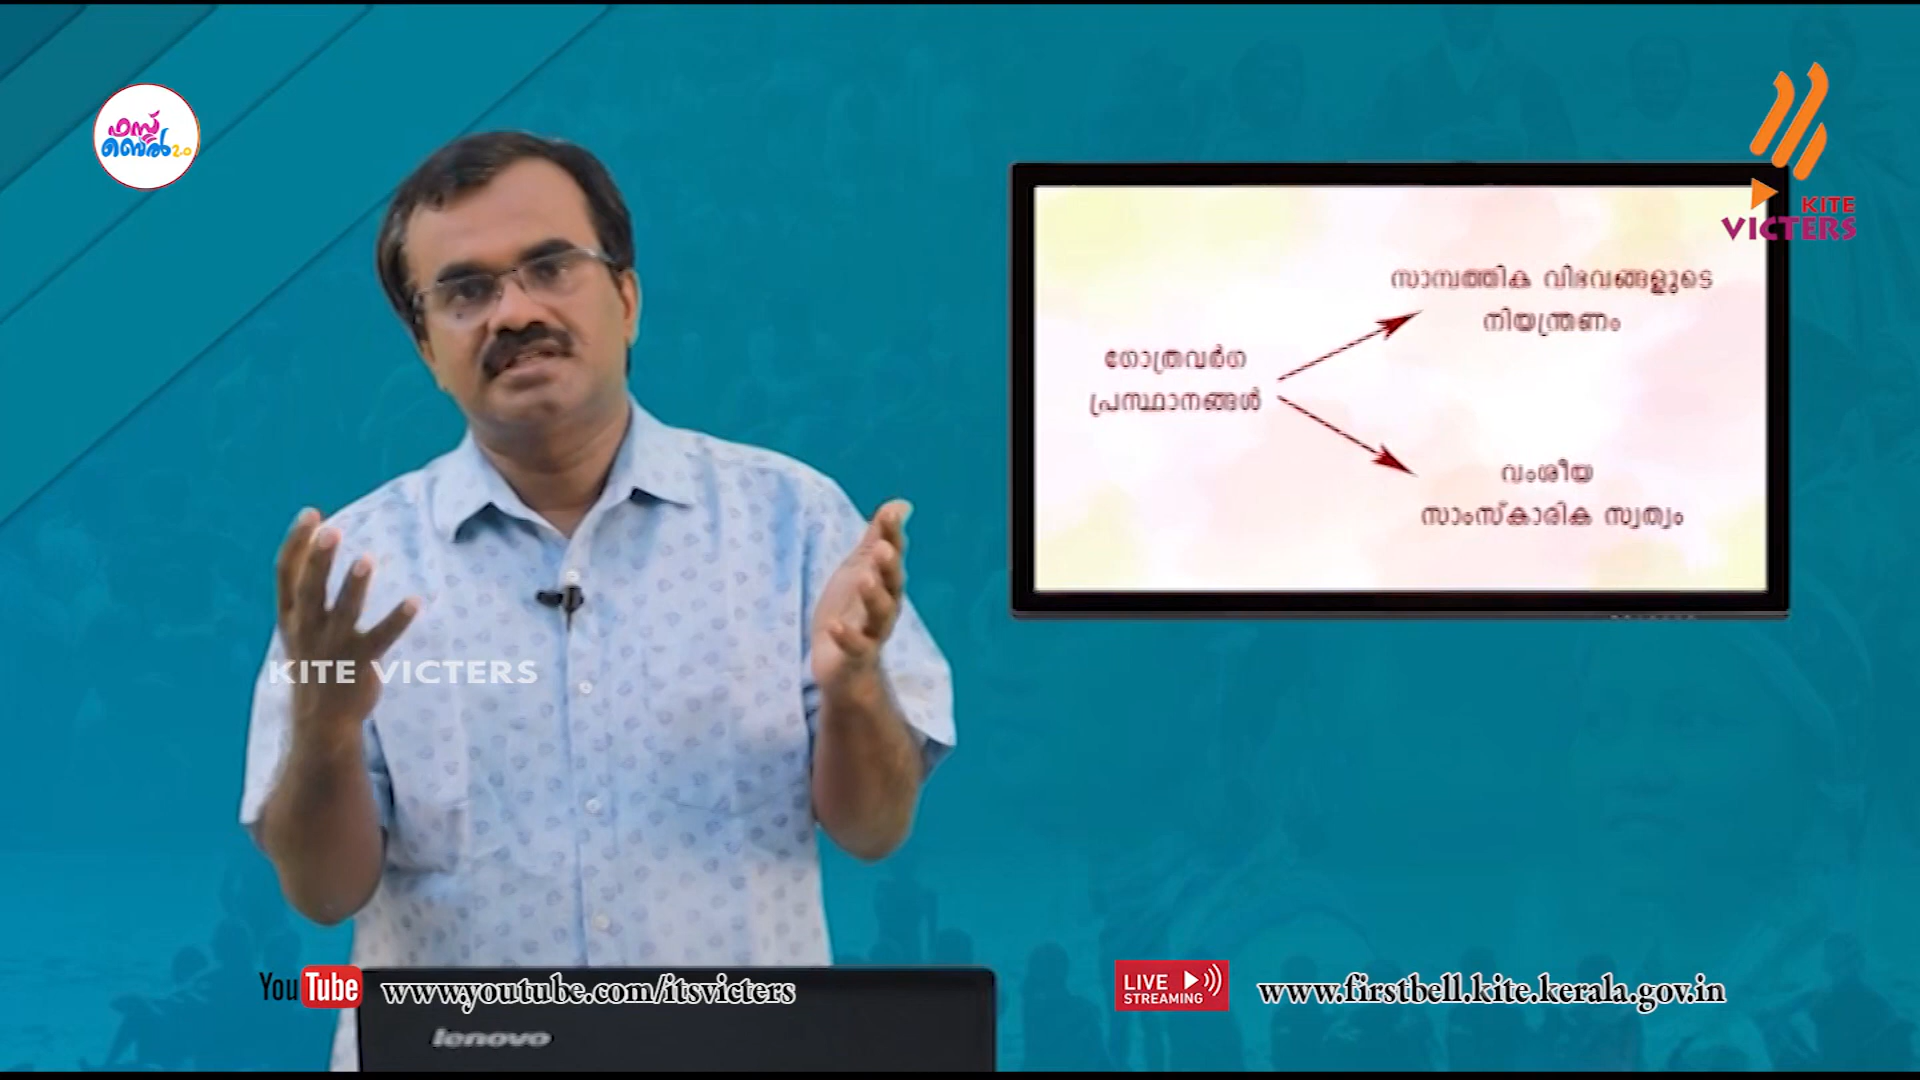 ഫസ്റ്റ്
ബെൽ 2.0
KITE
VICTERS
സാമ്പത്തിക വിഭവങ്ങളുടെ
നിയന്ത്രണം
ഗോത്രവർഗ
പ്രസ്ഥാനങ്ങൾ
വംശീയ
സാംസ്കാരിക സ്വത്വം
KITE VICTERS
YouTube www.youtube.com/itsvicters
LIVE STREAMING www.firstbell.kite.kerala.gov.in
lenovo